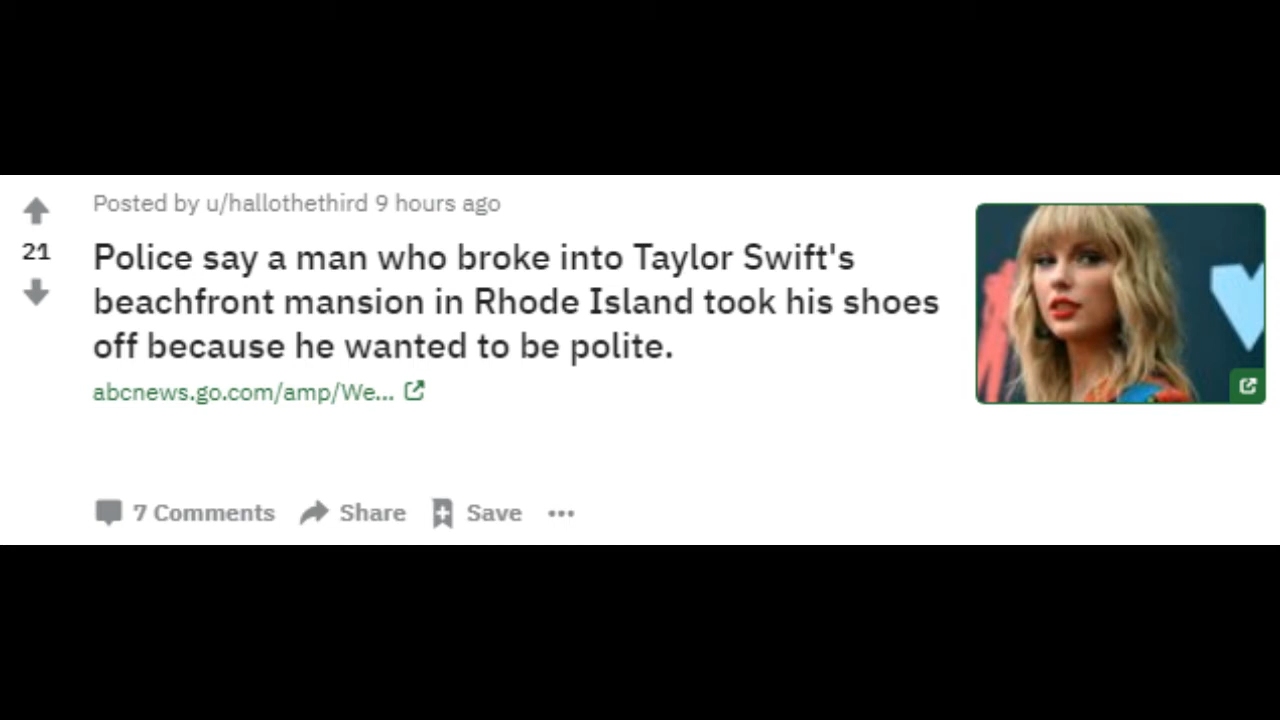 Posted by u/hallothethird 9 hours ago
21
Police say a man who broke into Taylor Swift's
beachfront mansion in Rhode Island took his shoes
off because he wanted to be polite.
abcnews.go.com/amp/We...
7 Comments Share Save ...